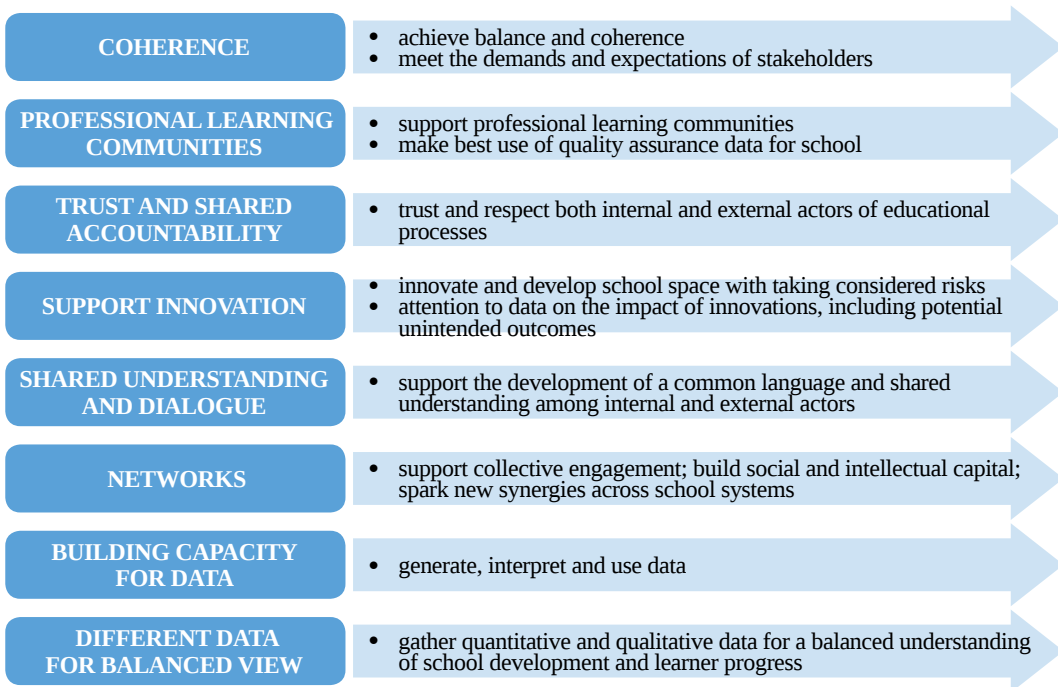 COHERENCE
• achieve balance and coherence
• meet the demands and expectations of stakeholders
PROFESSIONAL LEARNING
COMMUNITIES
• support professional learning communities
• make best use of quality assurance data for school
TRUST AND SHARED
ACCOUNTABILITY
• trust and respect both internal and external actors of educational
processes
SUPPORT INNOVATION
• innovate and develop school space with taking considered risks
• attention to data on the impact of innovations, including potential
unintended outcomes
SHARED UNDERSTANDING
AND DIALOGUE
• support the development of a common language and shared
understanding among internal and external actors
NETWORKS
• support collective engagement; build social and intellectual capital;
spark new synergies across school systems
BUILDING CAPACITY
FOR DATA
• generate, interpret and use data
DIFFERENT DATA
FOR BALANCED VIEW
• gather quantitative and qualitative data for a balanced understanding
of school development and learner progress